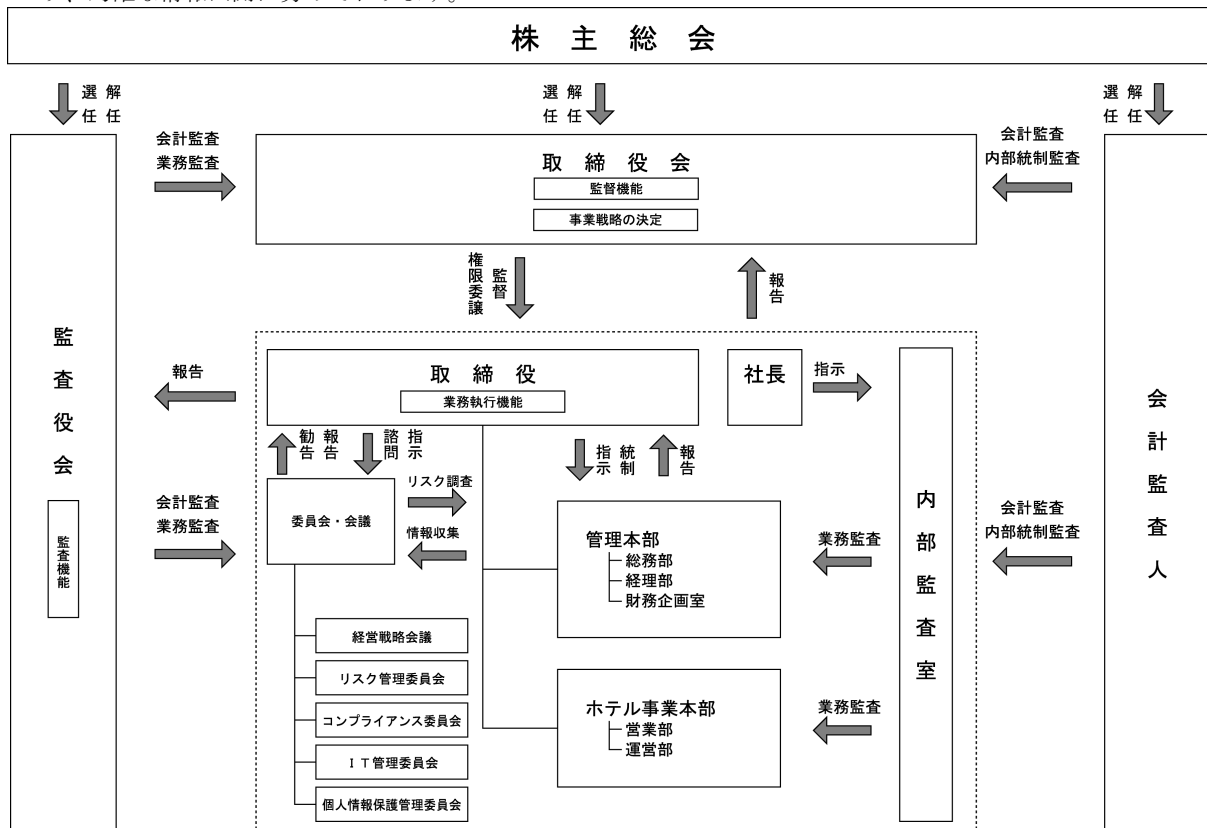 株主総会
選 解
任 任
選 解
任 任
選 解
任 任
会計監査
業務監査
取締役会
監督機能
事業戦略の決定
会計監査
内部統制監査
権限委譲
監督
報告
監査役会
監査機能
報告
取締役
業務執行機能
社長
指示
内部監査室
会計監査人
勧告
報告
諮問
指示
指示
統制
報告
会計監査
業務監査
委員会・会議
リスク調査
情報収集
管理本部
総務部
経理部
財務企画室
業務監査
会計監査
内部統制監査
経営戦略会議
リスク管理委員会
コンプライアンス委員会
IT管理委員会
個人情報保護管理委員会
ホテル事業本部
営業部
運営部
業務監査